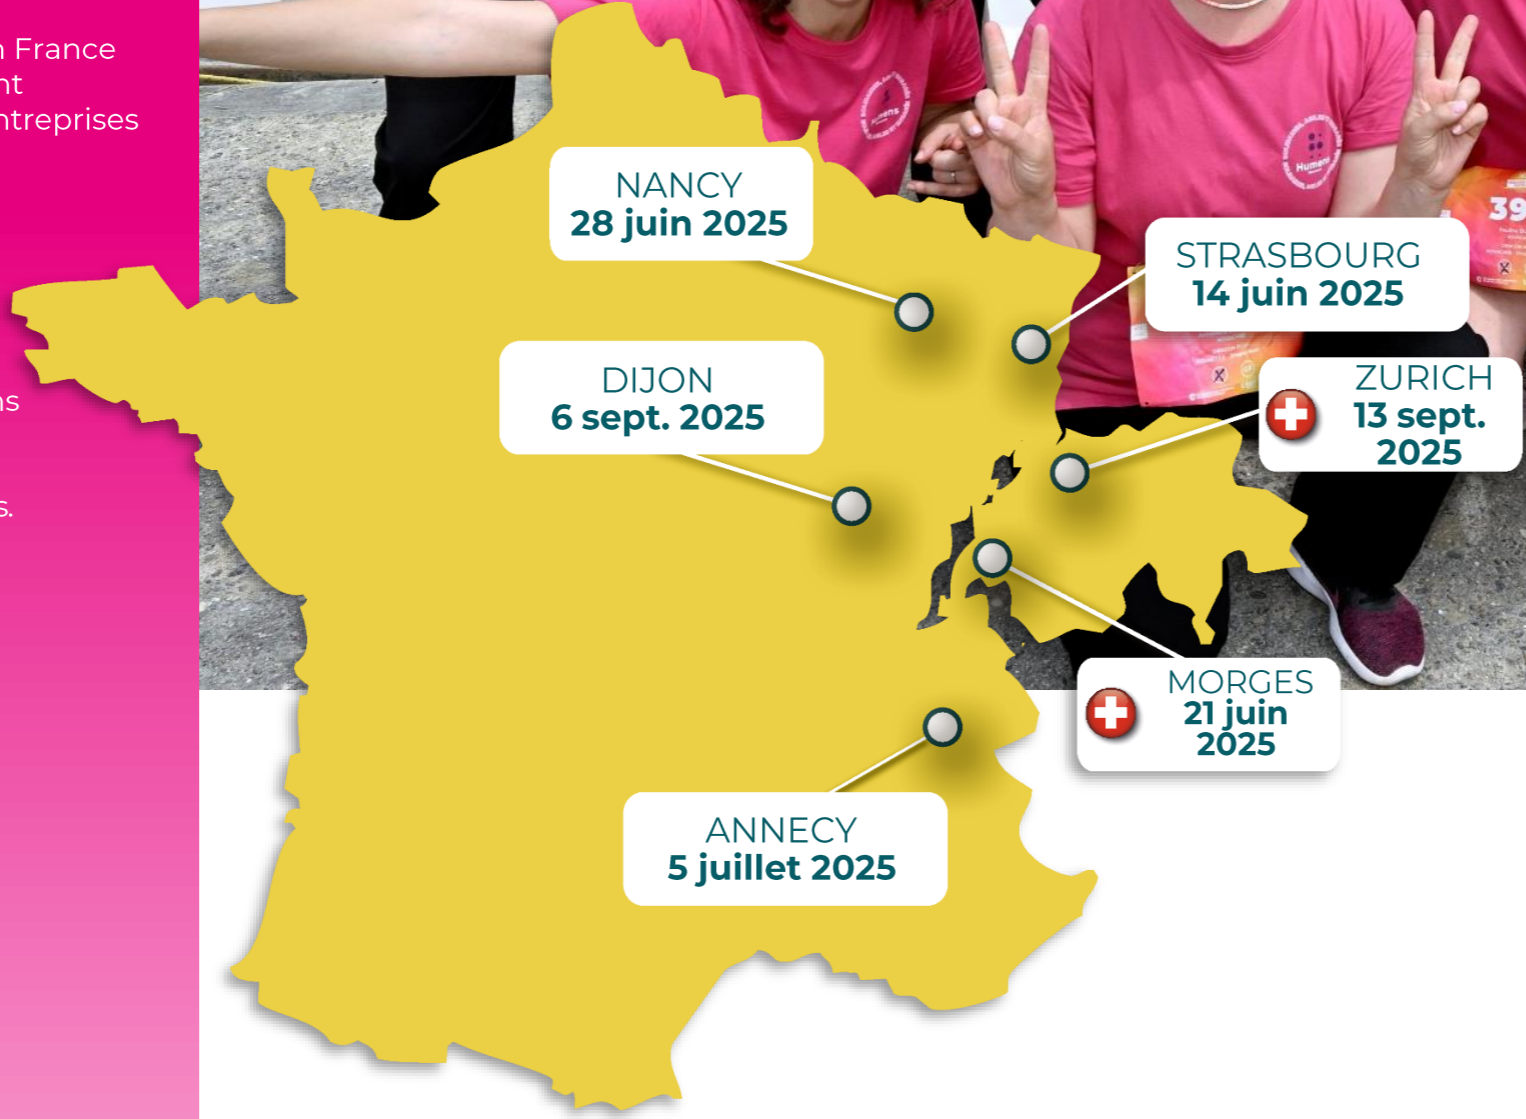 n France
nt
ntreprises
ns
s.
NANCY
28 juin 2025
STRASBOURG
14 juin 2025
DIJON
6 sept. 2025
ZURICH
13 sept.
2025
MORGES
21 juin
2025
ANNECY
5 juillet 2025
Humens
39